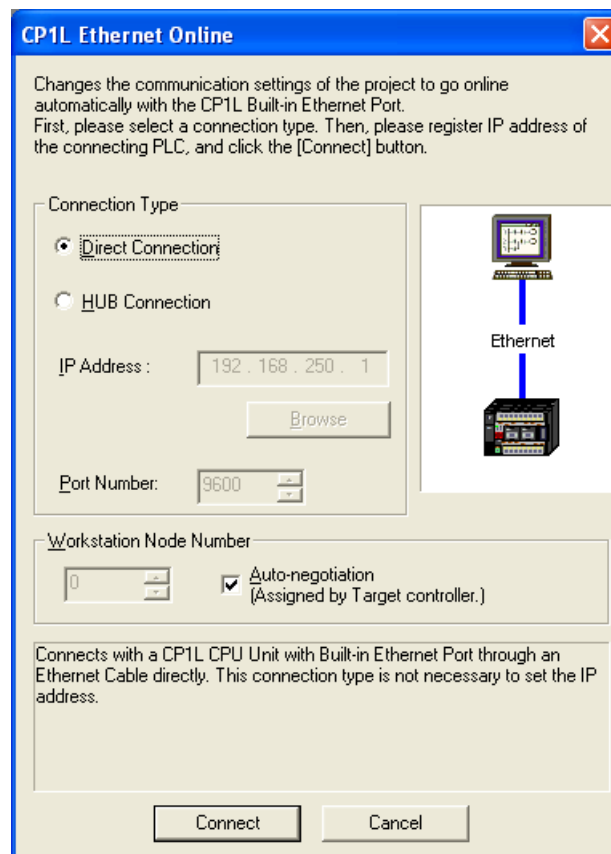 CP1L Ethernet Online
Changes the communication settings of the project to go online
automatically with the CP1L Built-in Ethernet Port.
First, please select a connection type. Then, please register IP address of
the connecting PLC, and click the [Connect] button.
Connection Type
Direct Connection
HUB Connection
IP Address :
192 . 168 . 250 . 1
Browse
Port Number:
9600
Ethernet
Workstation Node Number
0
Auto-negotiation
(Assigned by Target controller.)
Connects with a CP1L CPU Unit with Built-in Ethernet Port through an
Ethernet Cable directly. This connection type is not necessary to set the IP
address.
Connect
Cancel